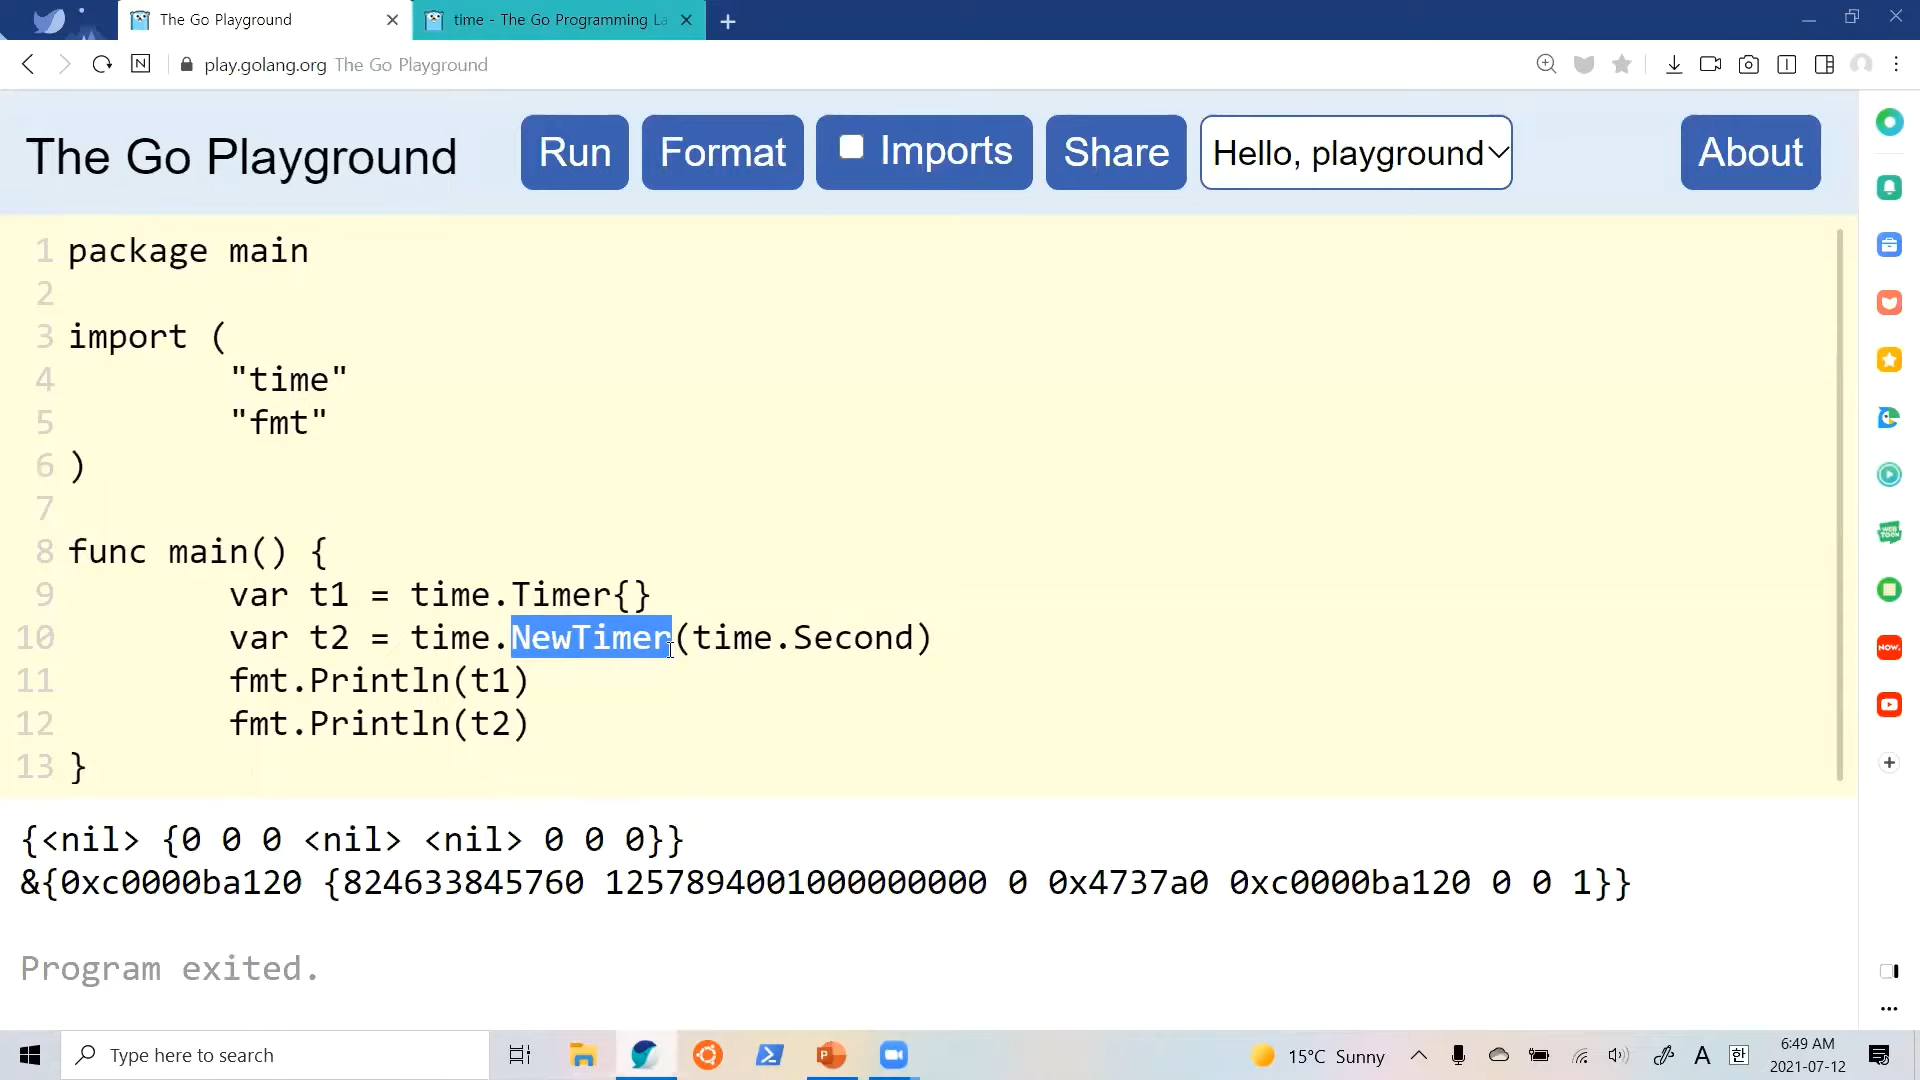 The Go Playground
time - The Go Programming La
play.golang.org The Go Playground
The Go Playground
Run
Format
Imports
Share
Hello, playground
About
1 package main
2
3 import (
4 "time"
5 "fmt"
6 )
7
8 func main() {
9 var t1 = time.Timer{}
10 var t2 = time.NewTimer(time.Second)
11 fmt.Println(t1)
12 fmt.Println(t2)
13 }
{<nil> {0 0 0 <nil> <nil> 0 0 0}}
&{0xc0000ba120 {824633845760 1257894001000000000 0 0x4737a0 0xc0000ba120 0 0 1}}
Program exited.
WEB
TOON
NOW.
Type here to search
15°C Sunny
A
한
6:49 AM
2021-07-12